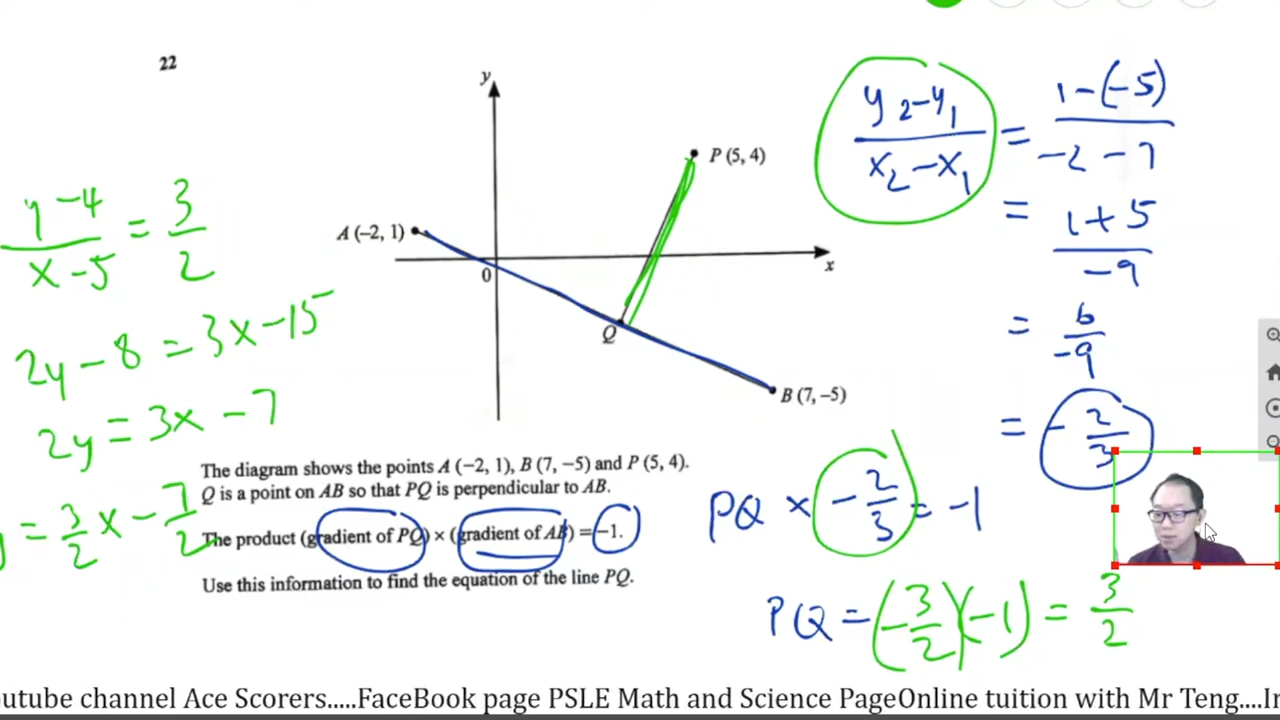 22
y
x
0
P (5, 4)
A (−2, 1)
Q
B (7, −5)
The diagram shows the points A (−2, 1), B (7, −5) and P (5, 4).
Q is a point on AB so that PQ is perpendicular to AB.
The product (gradient of PQ) × (gradient of AB) = −1.
Use this information to find the equation of the line PQ.
y−4 / x−5 = 3/2
2y − 8 = 3x − 15
2y = 3x − 7
y = 3/2 x − 7/2
y₂−y₁ / x₂−x₁ = 1−(−5) / −2−7
= 1+5 / −9
= 6 / −9
= − 2/3
PQ × − 2/3 = −1
PQ = (− 3/2)(−1) = 3/2
youtube channel Ace Scorers.....FaceBook page PSLE Math and Science PageOnline tuition with Mr Teng....